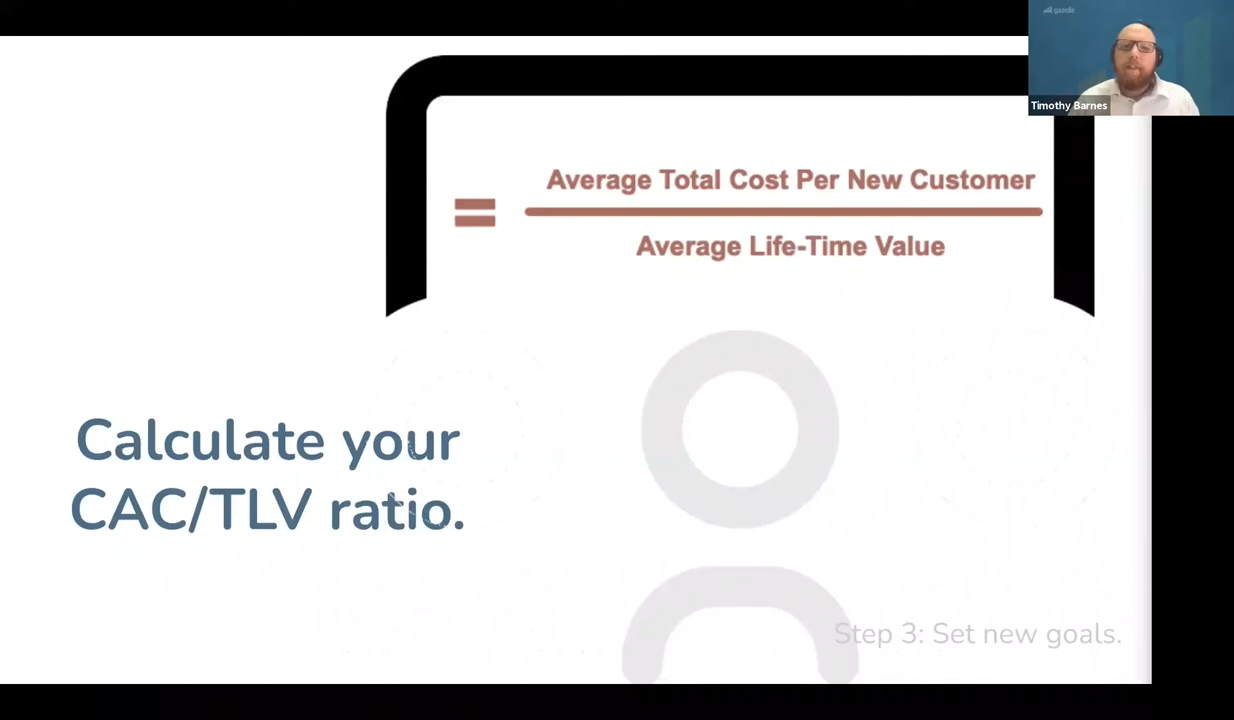 gazelle
Timothy Barnes
=
Average Total Cost Per New Customer
Average Life-Time Value
Calculate your
CAC/TLV ratio.
Step 3: Set new goals.